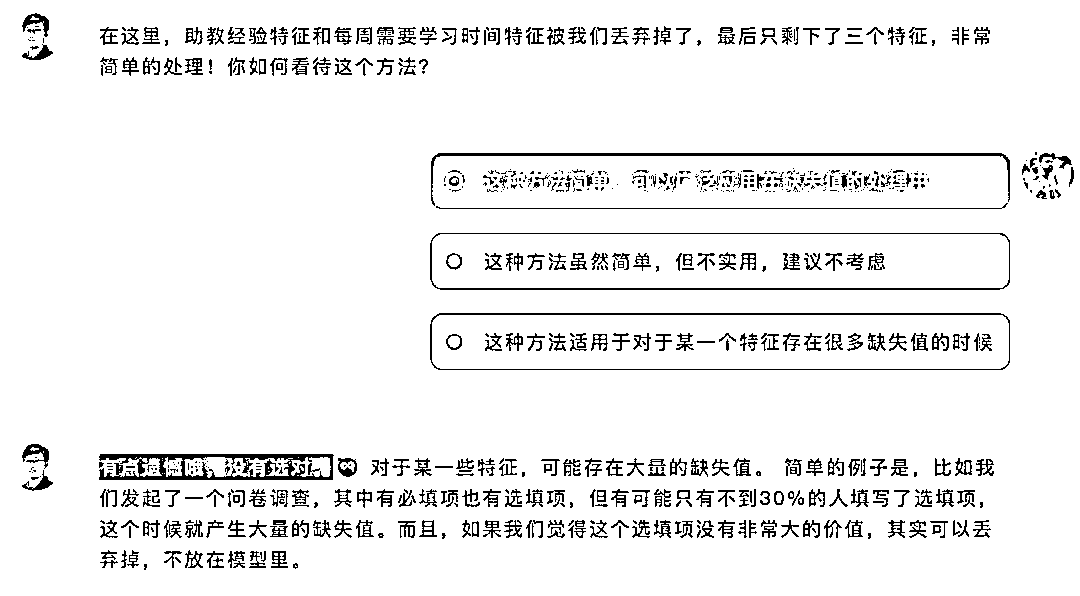 在这里，助教经验特征和每周需要学习时间特征被我们丢弃掉了，最后只剩下了三个特征，非常
简单的处理！你如何看待这个方法？
这种方法简单，可以广泛应用在缺失值的处理中
这种方法虽然简单，但不实用，建议不考虑
这种方法适用于对于某一个特征存在很多缺失值的时候
有点遗憾哦，没有选对。 对于某一些特征，可能存在大量的缺失值。 简单的例子是，比如我
们发起了一个问卷调查，其中有必填项也有选填项，但有可能只有不到30%的人填写了选填项，
这个时候就产生大量的缺失值。而且，如果我们觉得这个选填项没有非常大的价值，其实可以丢
弃掉，不放在模型里。